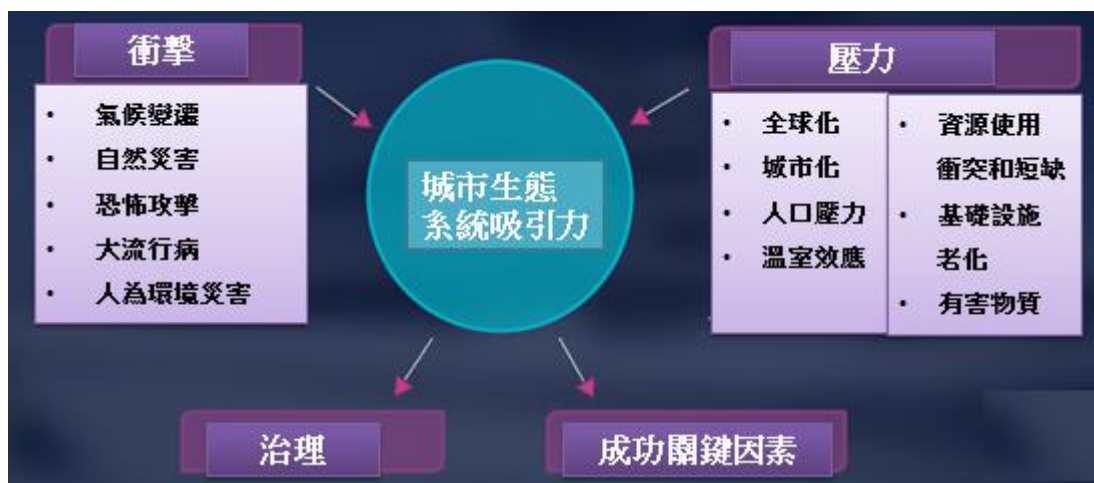 衝擊
• 氣候變遷
• 自然災害
• 恐怖攻擊
• 大流行病
• 人為環境災害
城市生態
系統吸引力
壓力
• 全球化
• 城市化
• 人口壓力
• 溫室效應
• 資源使用
衝突和短缺
• 基礎設施
老化
• 有害物質
治理
成功關鍵因素